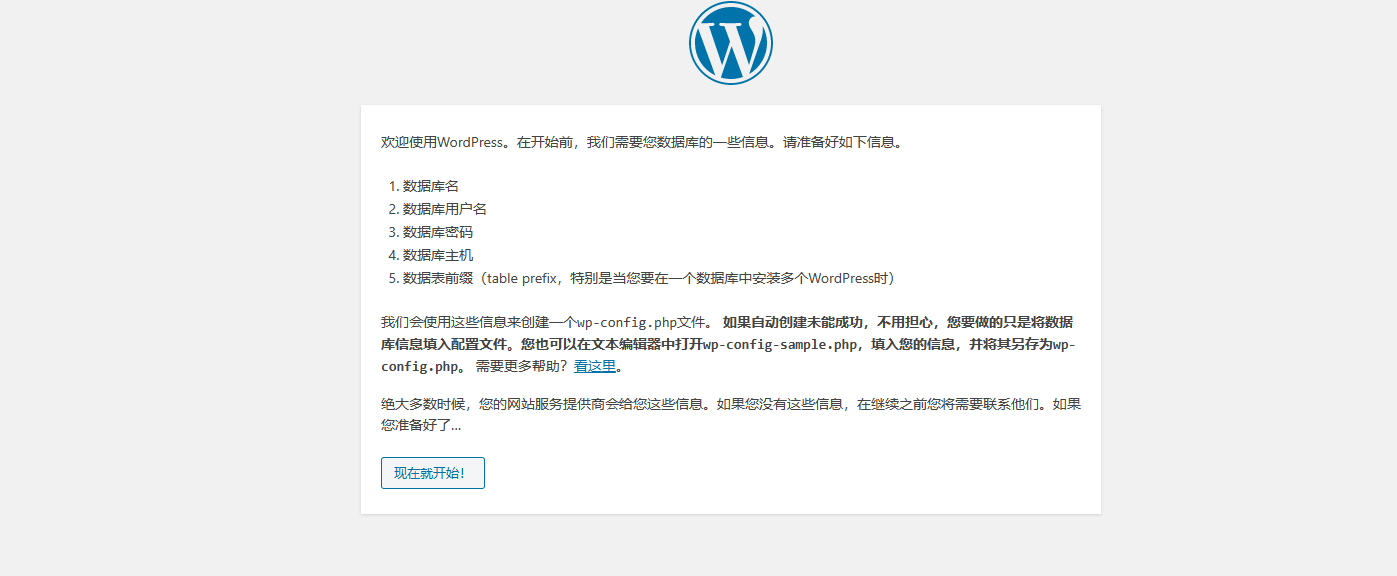 欢迎使用WordPress。在开始前，我们需要您数据库的一些信息。请准备好如下信息。
1. 数据库名
2. 数据库用户名
3. 数据库密码
4. 数据库主机
5. 数据表前缀（table prefix，特别是当您要在一个数据库中安装多个WordPress时）
我们会使用这些信息来创建一个wp-config.php文件。 如果自动创建未能成功，不用担心，您要做的只是将数据
库信息填入配置文件。您也可以在文本编辑器中打开wp-config-sample.php，填入您的信息，并将其另存为wp-
config.php。 需要更多帮助？看这里。
绝大多数时候，您的网站服务提供商会给您这些信息。如果您没有这些信息，在继续之前您将需要联系他们。如果
您准备好了…
现在就开始！